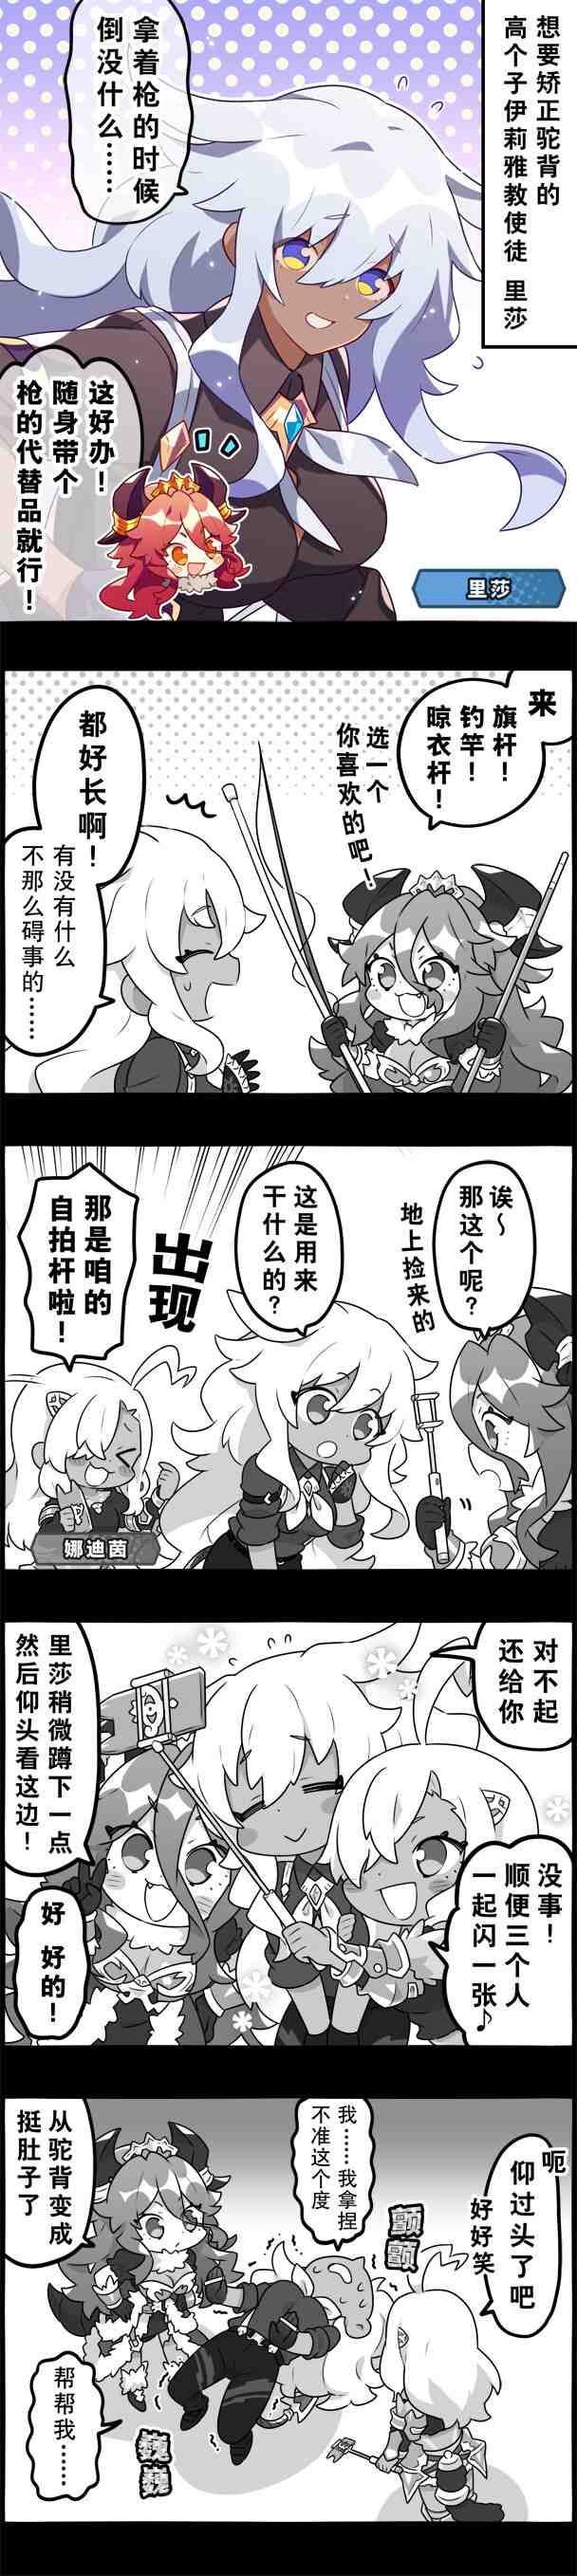 想要矫正驼背的
高个子伊莉雅教使徒 里莎
拿着枪的时候
倒没什么……
这好办！
随身带个
枪的代替品就行！
里莎
来
旗杆！
钓竿！
晾衣杆！
选一个
你喜欢的吧！
都好长啊！
有没有什么
不那么碍事的……
诶～
那这个呢？
地上捡来的
这是用来
干什么的？
出现
那是咱的
自拍杆啦！
娜迪茵
对不起
还给你
没事！
顺便三个人
一起闪一张♪
里莎稍微蹲下一点
然后仰头看这边！
好 好的！
呃
仰过头了吧
好好笑
我……我拿捏
不准这个度
颤颤
从驼背变成
挺肚子了
帮帮我……
巍巍